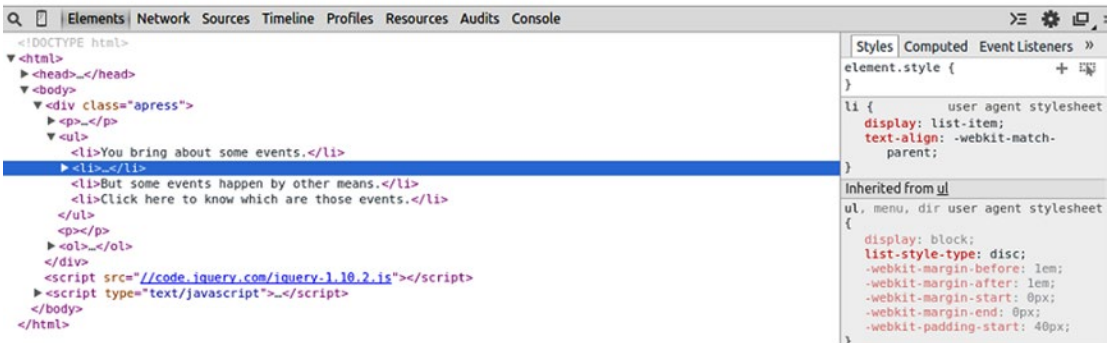 Elements Network Sources Timeline Profiles Resources Audits Console
<!DOCTYPE html>
▼<html>
▶<head>…</head>
▼<body>
▼<div class="apress">
▶<p>…</p>
▼<ul>
<li>You bring about some events.</li>
▶<li>…</li>
<li>But some events happen by other means.</li>
<li>Click here to know which are those events.</li>
</ul>
<p></p>
▶<ol>…</ol>
</div>
<script src="//code.jquery.com/jquery-1.10.2.js"></script>
▶<script type="text/javascript">…</script>
</body>
</html>
Styles Computed Event Listeners »
element.style {
}
li { user agent stylesheet
display: list-item;
text-align: -webkit-match-
parent;
}
Inherited from ul
ul, menu, dir user agent stylesheet
{
display: block;
list-style-type: disc;
-webkit-margin-before: 1em;
-webkit-margin-after: 1em;
-webkit-margin-start: 0px;
-webkit-margin-end: 0px;
-webkit-padding-start: 40px;
}